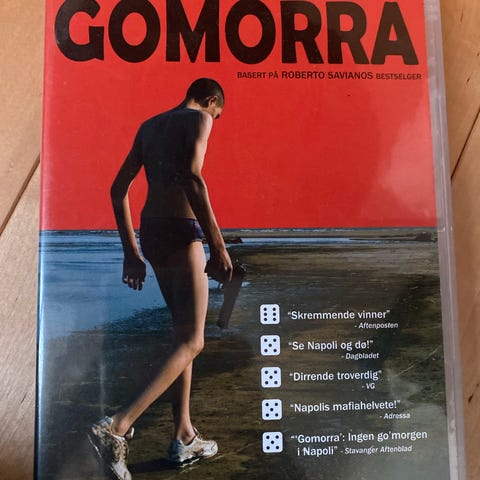 GOMORRA
BASERT PÅ ROBERTO SAVIANOS BESTSELGER
"Skremmende vinner"
- Aftenposten
"Se Napoli og dø!"
- Dagbladet
"Dirrende troverdig"
- VG
"Napolis mafiahelvete!"
- Adressa
"'Gomorra': Ingen go'morgen
i Napoli" - Stavanger Aftenblad